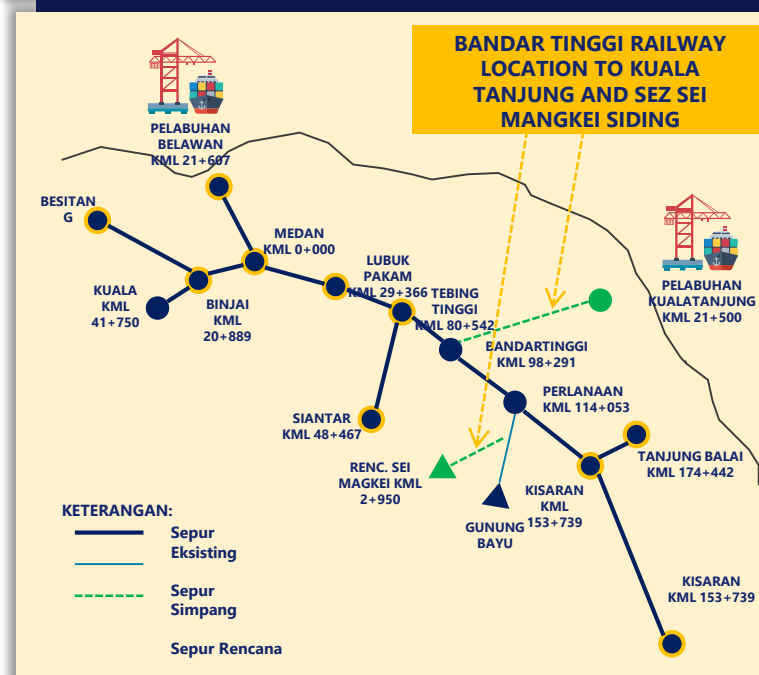 BANDAR TINGGI RAILWAY
LOCATION TO KUALA
TANJUNG AND SEZ SEI
MANGKEI SIDING
PELABUHAN
BELAWAN
KML 21+607
BESITAN
G
MEDAN
KML 0+000
LUBUK
PAKAM
KML 29+366
KUALA
KML
41+750
BINJAI
KML
20+889
TEBING
TINGGI
KML 80+542
PELABUHAN
KUALATANJUNG
KML 21+500
BANDARTINGGI
KML 98+291
PERLANAAN
KML 114+053
SIANTAR
KML 48+467
RENC. SEI
MAGKEI KML
2+950
TANJUNG BALAI
KML 174+442
KISARAN
KML
153+739
GUNUNG
BAYU
KISARAN
KML 153+739
KETERANGAN:
Sepur
Eksisting
Sepur
Simpang
Sepur Rencana